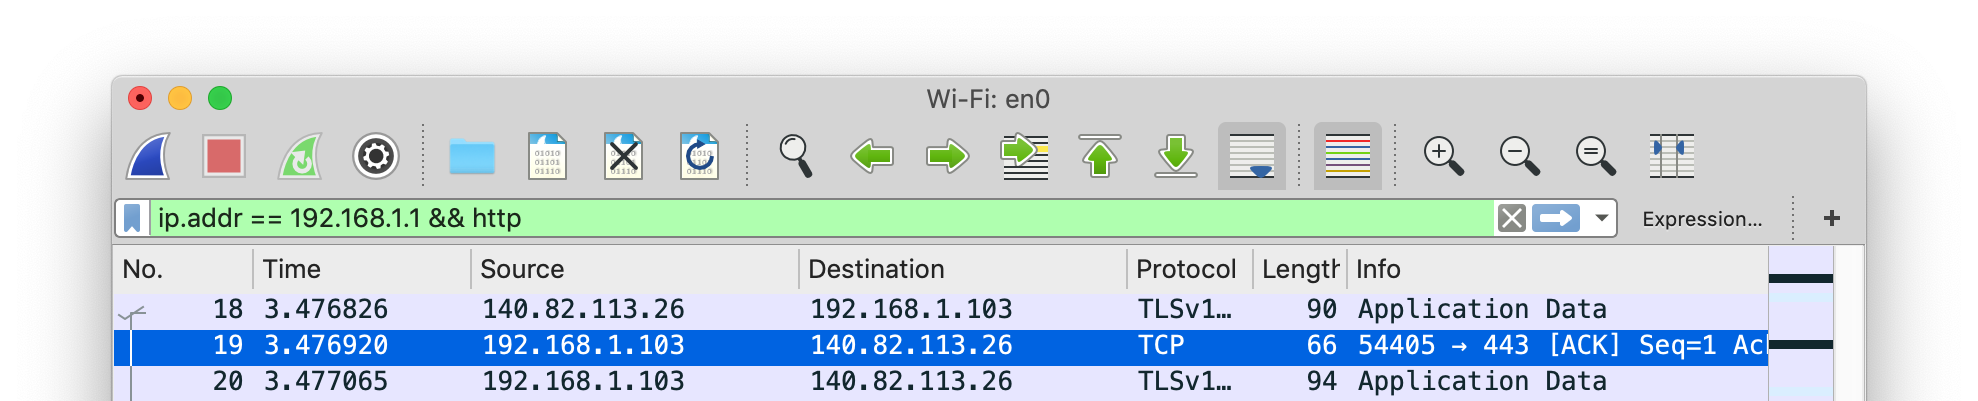 Wi-Fi: en0
ip.addr == 192.168.1.1 && http Expression... +
No. Time Source Destination Protocol Length Info
18 3.476826 140.82.113.26 192.168.1.103 TLSv1… 90 Application Data
19 3.476920 192.168.1.103 140.82.113.26 TCP 66 54405 → 443 [ACK] Seq=1 Ac
20 3.477065 192.168.1.103 140.82.113.26 TLSv1… 94 Application Data